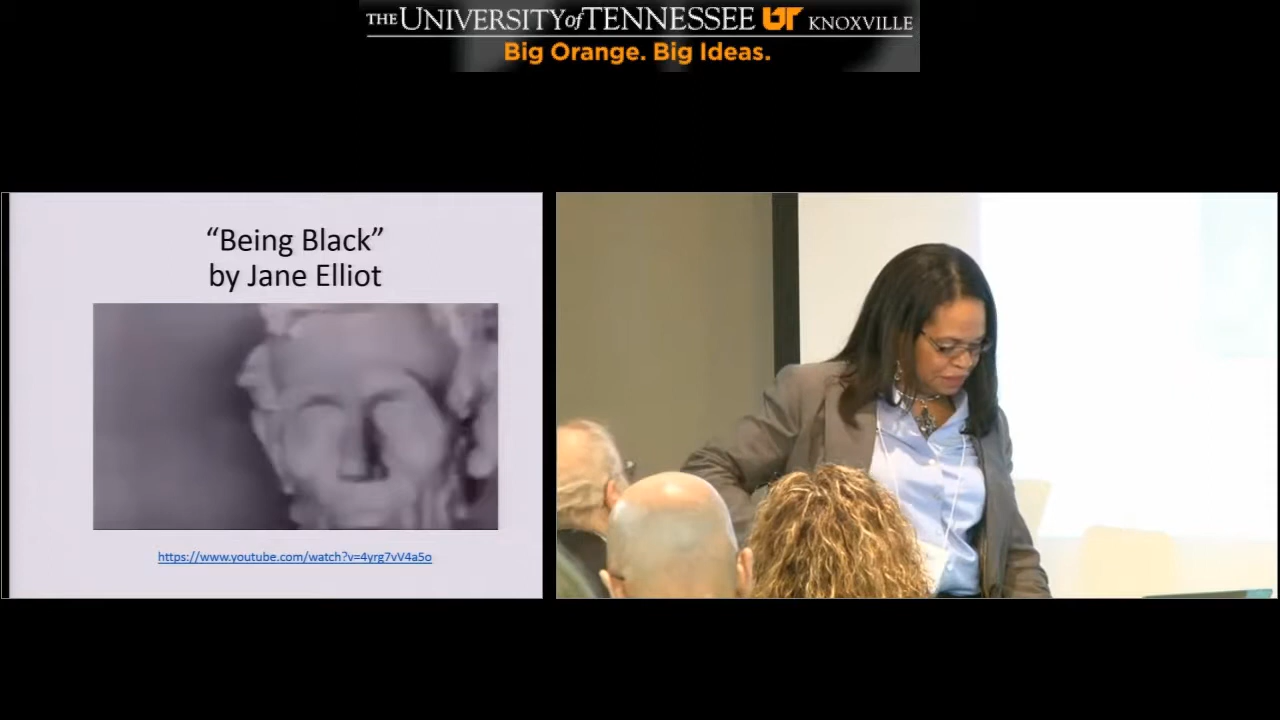 THE UNIVERSITY of TENNESSEE UT KNOXVILLE
Big Orange. Big Ideas.
“Being Black”
by Jane Elliot
https://www.youtube.com/watch?v=4yrg7vV4a5o